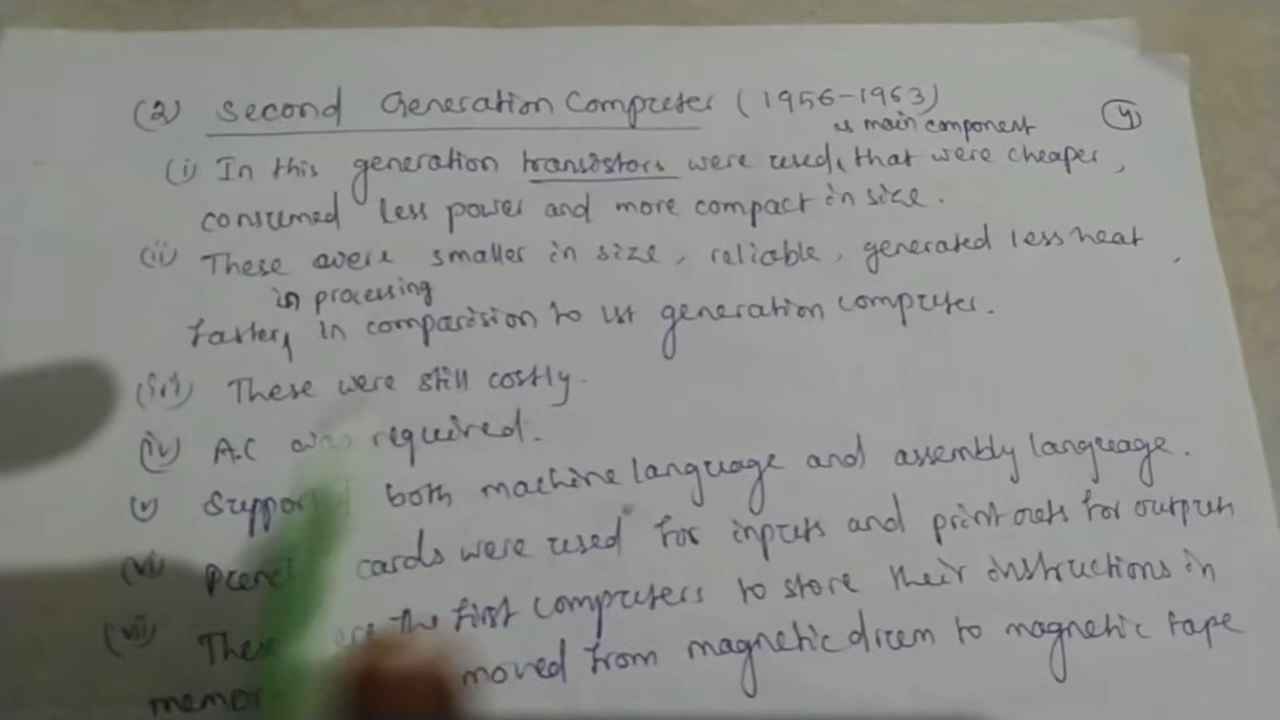 (2) Second Generation Computer (1956-1963)
4
as main component
(i) In this generation transistors were used, that were cheaper,
consumed less power and more compact in size.
(ii) These were smaller in size, reliable, generated less heat,
in processing
faster, in comparision to 1st generation computer.
(iii) These were still costly.
(iv) A.C was required.
(v) both machine language and assembly language.
(vi) cards were used for inputs and printouts for outputs
(vii) the first computers to store their instructions in
moved from magnetic drum to magnetic tape